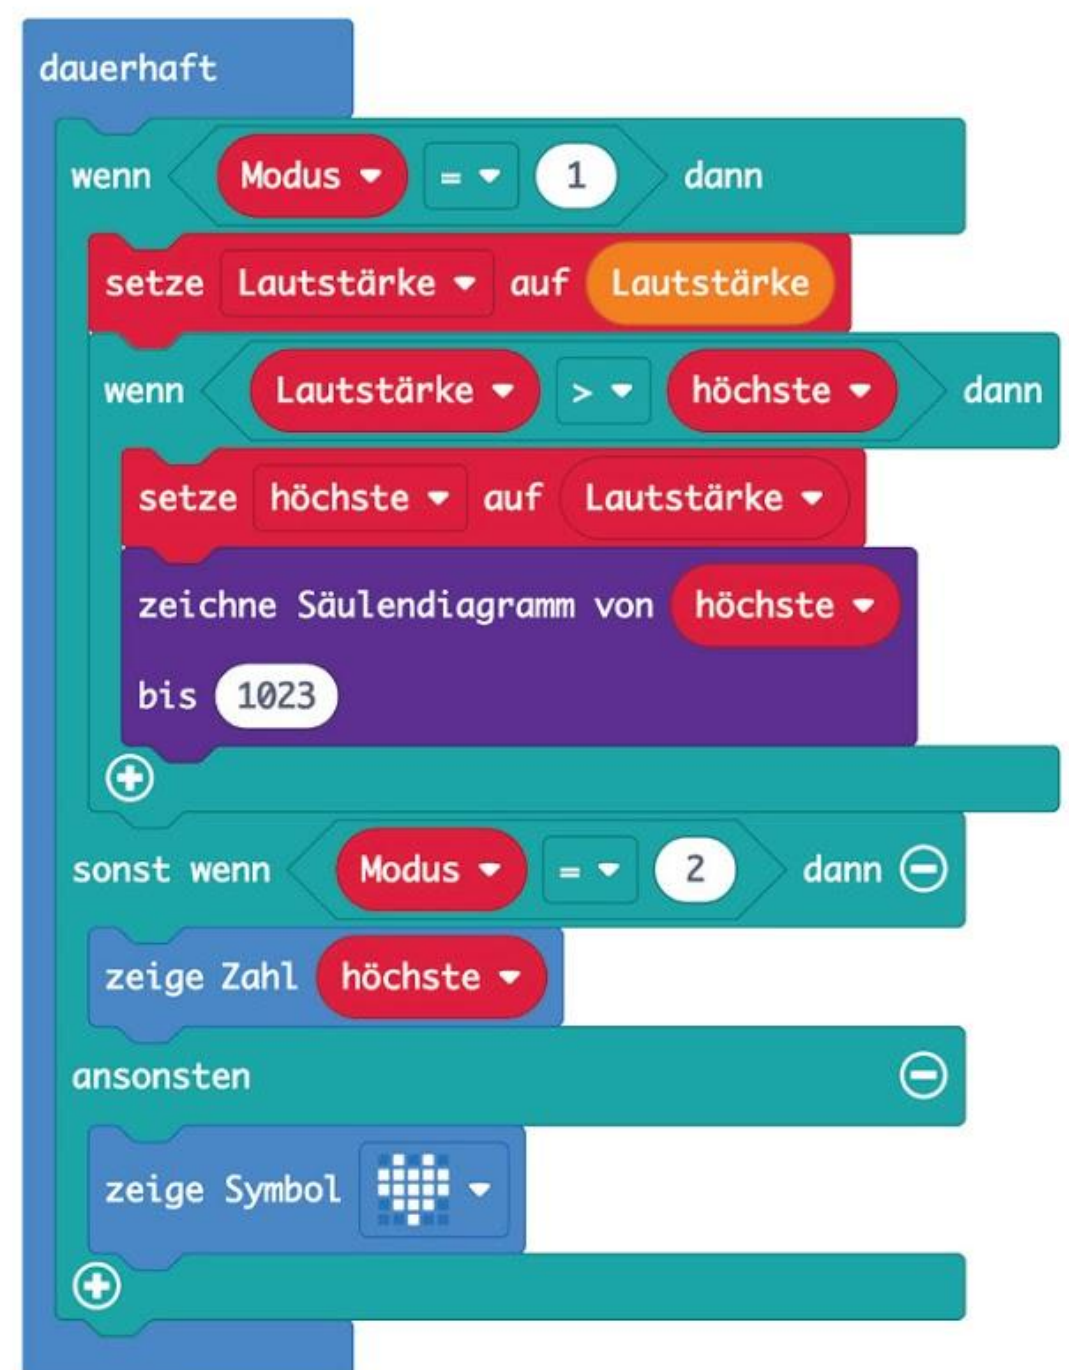 dauerhaft
wenn Modus = 1 dann
setze Lautstärke auf Lautstärke
wenn Lautstärke > höchste dann
setze höchste auf Lautstärke
zeichne Säulendiagramm von höchste
bis 1023
sonst wenn Modus = 2 dann
zeige Zahl höchste
ansonsten
zeige Symbol